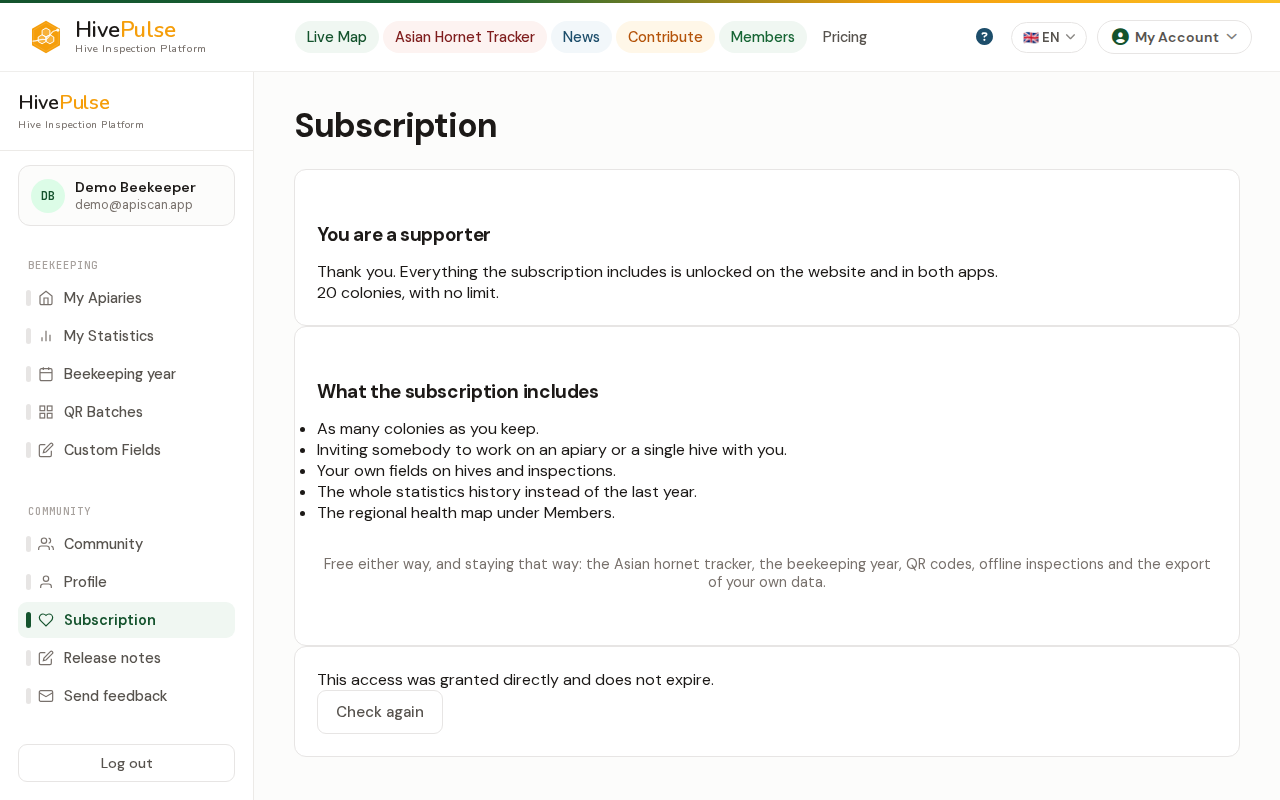 HivePulse
Hive Inspection Platform
Live Map
Asian Hornet Tracker
News
Contribute
Members
Pricing
?
EN
My Account
HivePulse
Hive Inspection Platform
DB
Demo Beekeeper
demo@apiscan.app
BEEKEEPING
My Apiaries
My Statistics
Beekeeping year
QR Batches
Custom Fields
COMMUNITY
Community
Profile
Subscription
Release notes
Send feedback
Log out
Subscription
You are a supporter
Thank you. Everything the subscription includes is unlocked on the website and in both apps.
20 colonies, with no limit.
What the subscription includes
As many colonies as you keep.
Inviting somebody to work on an apiary or a single hive with you.
Your own fields on hives and inspections.
The whole statistics history instead of the last year.
The regional health map under Members.
Free either way, and staying that way: the Asian hornet tracker, the beekeeping year, QR codes, offline inspections and the export
of your own data.
This access was granted directly and does not expire.
Check again